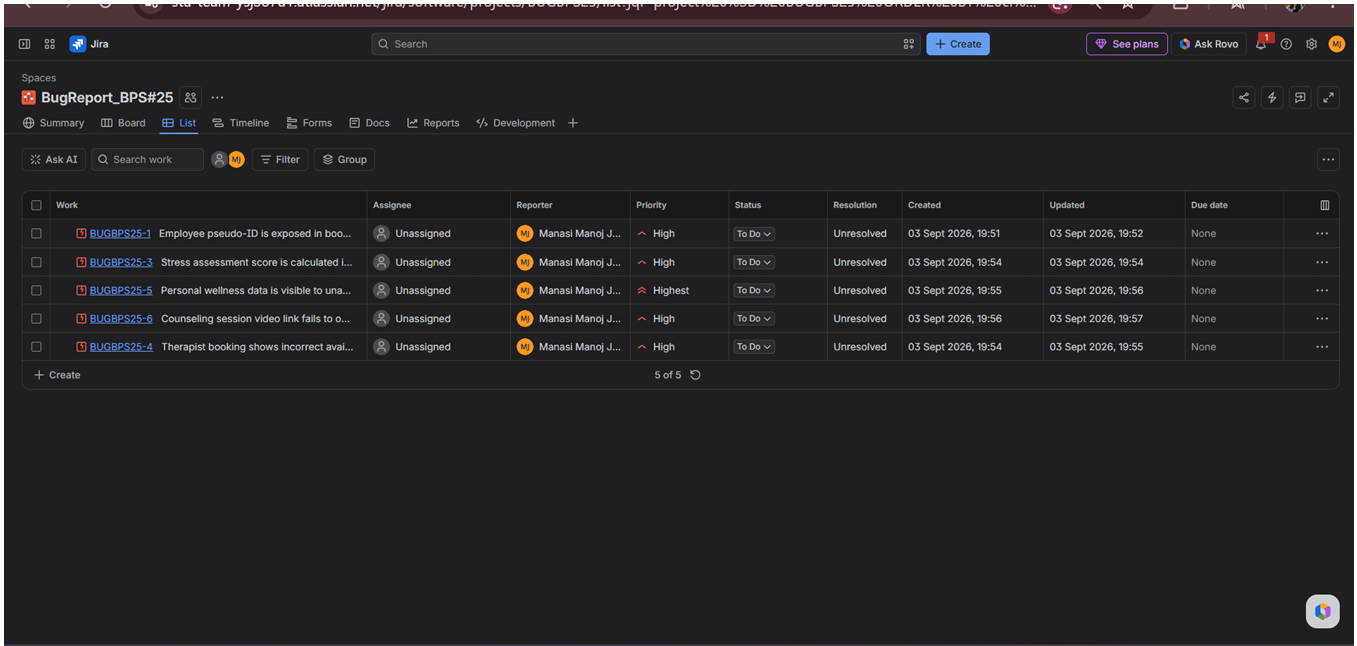 Jira
Search
+ Create
See plans
Ask Rovo
1
MJ
Spaces
BugReport_BPS#25
Summary Board List Timeline Forms Docs Reports Development
Ask AI Search work MJ Filter Group
Work Assignee Reporter Priority Status Resolution Created Updated Due date
BUGBPS25-1 Employee pseudo-ID is exposed in boo... Unassigned MJ Manasi Manoj J... High To Do Unresolved 03 Sept 2026, 19:51 03 Sept 2026, 19:52 None
BUGBPS25-3 Stress assessment score is calculated i... Unassigned MJ Manasi Manoj J... High To Do Unresolved 03 Sept 2026, 19:54 03 Sept 2026, 19:54 None
BUGBPS25-5 Personal wellness data is visible to una... Unassigned MJ Manasi Manoj J... Highest To Do Unresolved 03 Sept 2026, 19:55 03 Sept 2026, 19:56 None
BUGBPS25-6 Counseling session video link fails to o... Unassigned MJ Manasi Manoj J... High To Do Unresolved 03 Sept 2026, 19:56 03 Sept 2026, 19:57 None
BUGBPS25-4 Therapist booking shows incorrect avai... Unassigned MJ Manasi Manoj J... High To Do Unresolved 03 Sept 2026, 19:54 03 Sept 2026, 19:55 None
+ Create 5 of 5